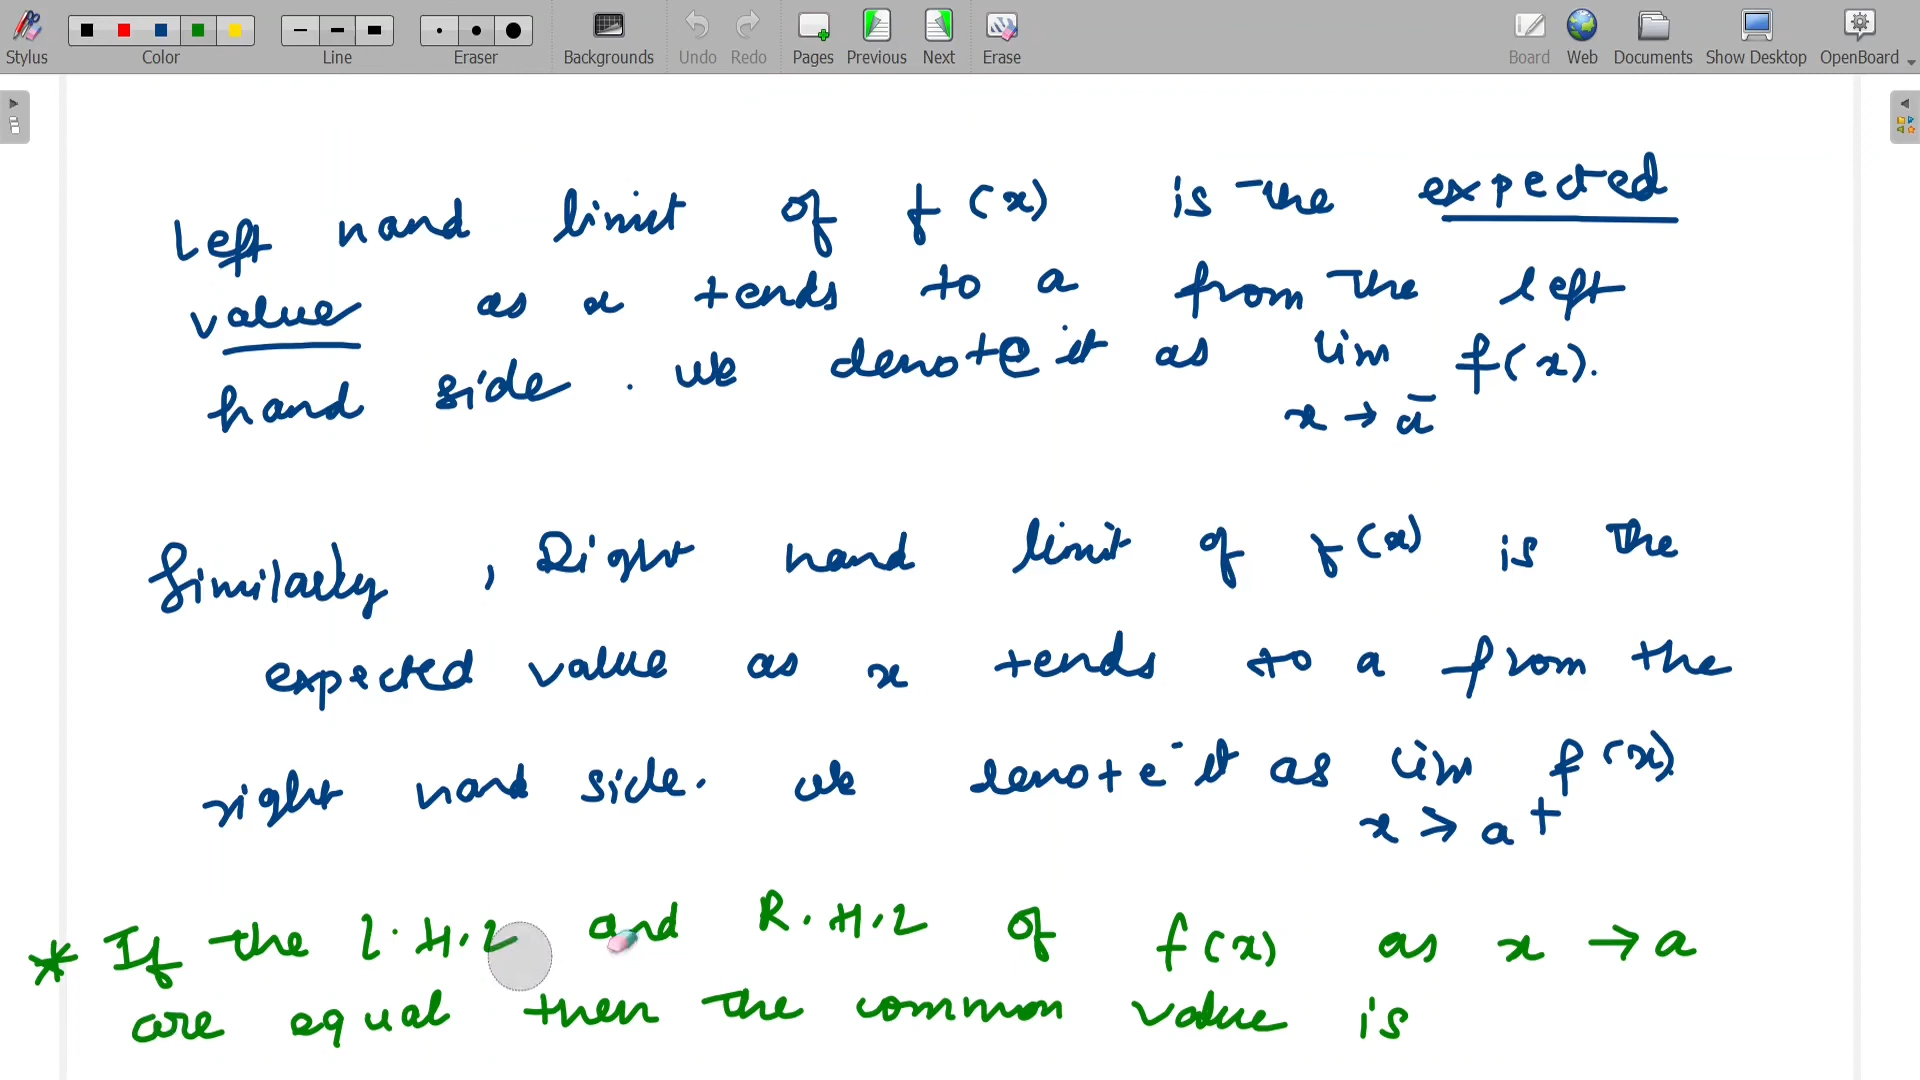 Stylus Color Line Eraser Backgrounds Undo Redo Pages Previous Next Erase Board Web Documents Show Desktop OpenBoard
Left hand limit of f(x) is the expected
value as x tends to a from the left
hand side. we denote it as lim f(x).
x → a⁻
Similarly, Right hand limit of f(x) is the
expected value as x tends to a from the
right hand side. we denote it as lim f(x)
x → a⁺
* If the L.H.L and R.H.L of f(x) as x → a
are equal then the common value is